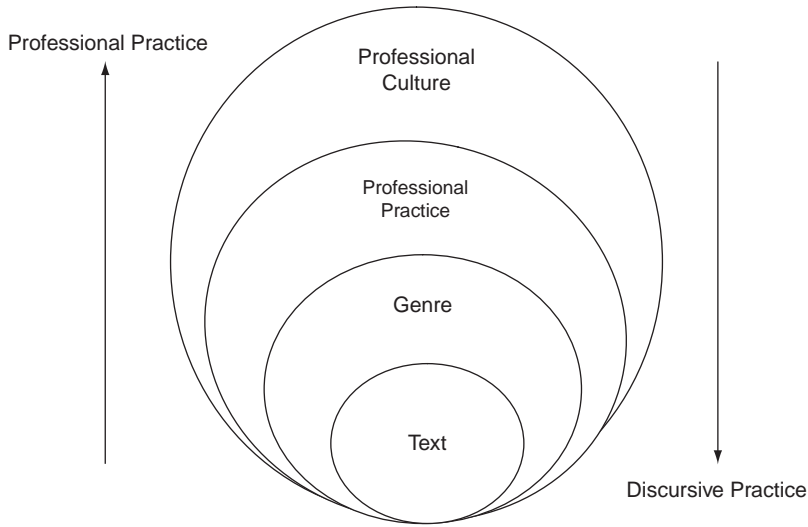 Professional Practice
Professional
Culture
Professional
Practice
Genre
Text
Discursive Practice